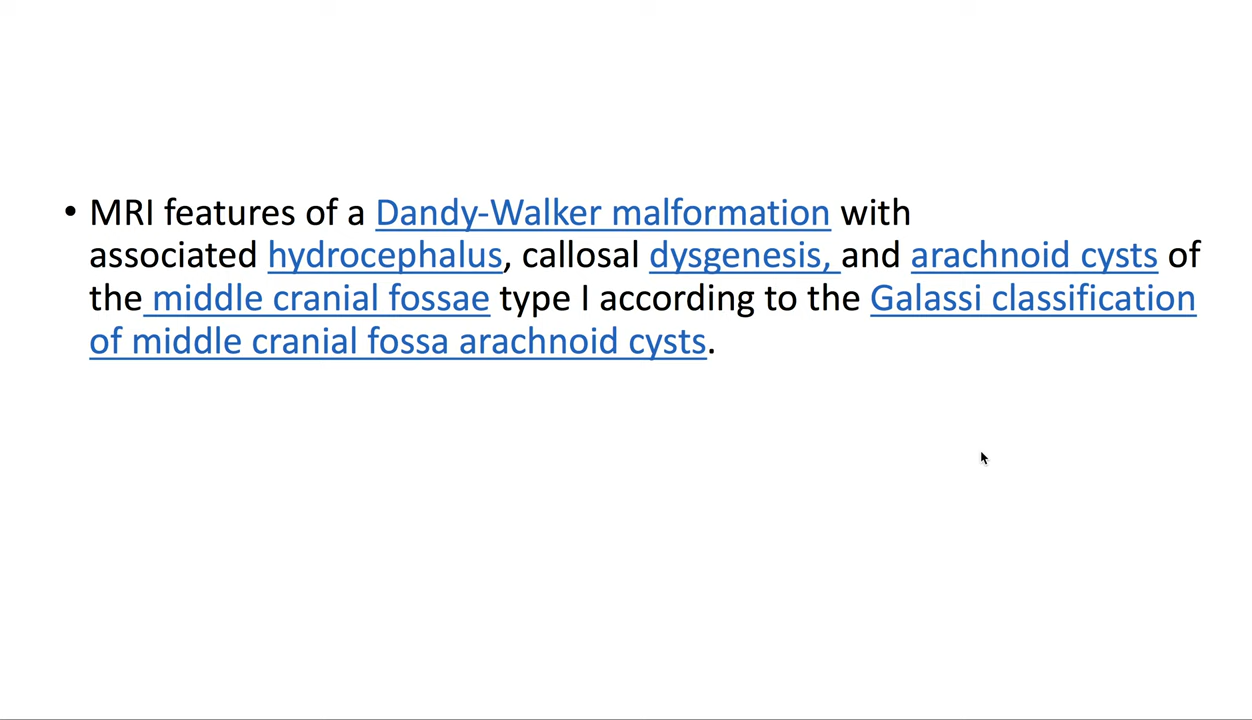 • MRI features of a Dandy-Walker malformation with
associated hydrocephalus, callosal dysgenesis, and arachnoid cysts of
the middle cranial fossae type I according to the Galassi classification
of middle cranial fossa arachnoid cysts.